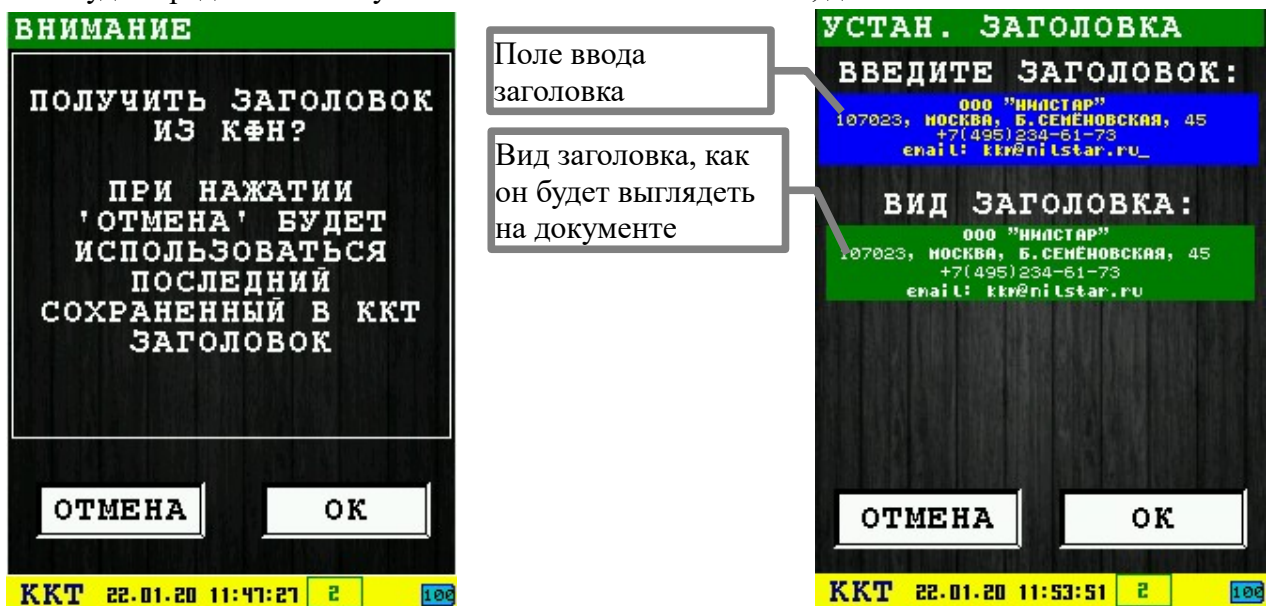 ВНИМАНИЕ
ПОЛУЧИТЬ ЗАГОЛОВОК
ИЗ КФН?
ПРИ НАЖАТИИ
'ОТМЕНА' БУДЕТ
ИСПОЛЬЗОВАТЬСЯ
ПОСЛЕДНИЙ
СОХРАНЕННЫЙ В ККТ
ЗАГОЛОВОК
ОТМЕНА
ОК
ККТ 22.01.20 11:47:27 2 100
Поле ввода
заголовка
Вид заголовка, как
он будет выглядеть
на документе
УСТАН. ЗАГОЛОВКА
ВВЕДИТЕ ЗАГОЛОВОК:
ООО "НИЛСТАР"
107023, МОСКВА, Б.СЕМЁНОВСКАЯ, 45
+7(495)234-61-73
email: kkm@nilstar.ru_
ВИД ЗАГОЛОВКА:
ООО "НИЛСТАР"
107023, МОСКВА, Б.СЕМЁНОВСКАЯ, 45
+7(495)234-61-73
email: kkm@nilstar.ru
ОТМЕНА
ОК
ККТ 22.01.20 11:53:51 2 100